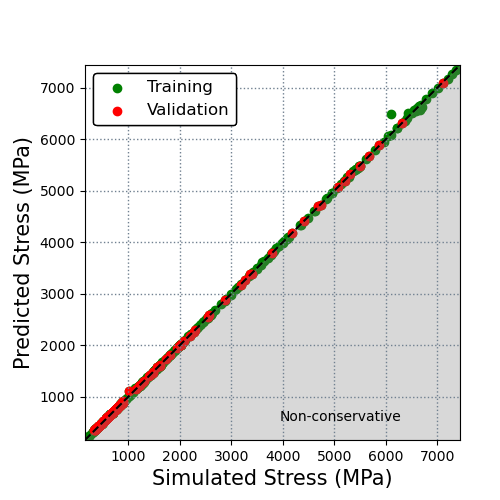 Training
Validation
7000
6000
5000
4000
3000
2000
1000
Predicted Stress (MPa)
Non-conservative
1000 2000 3000 4000 5000 6000 7000
Simulated Stress (MPa)